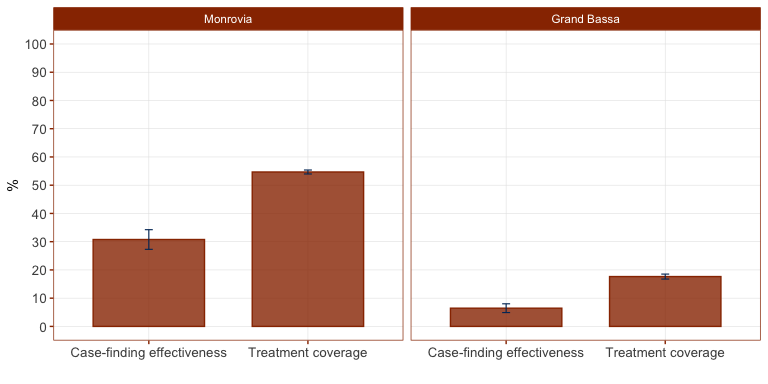 Monrovia
Grand Bassa
100
90
80
70
60
50
40
30
20
10
0
%
Case-finding effectiveness
Treatment coverage
Case-finding effectiveness
Treatment coverage